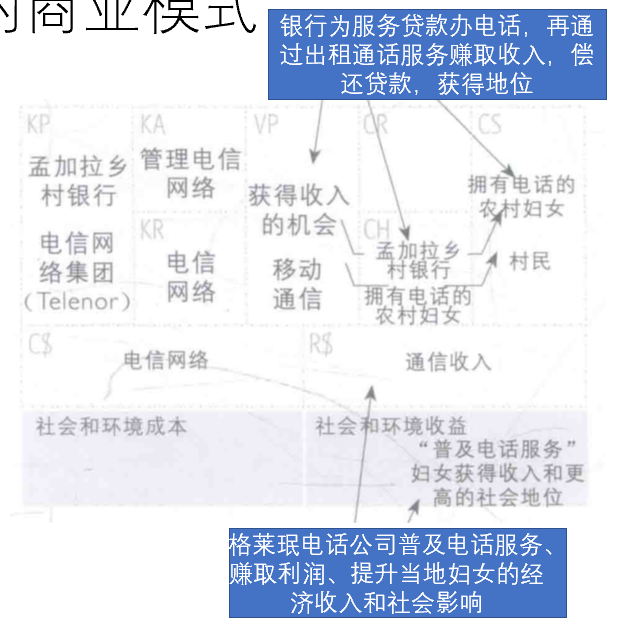 的商业模式
银行为服务贷款办电话，再通
过出租通话服务赚取收入，偿
还贷款，获得地位
KP
孟加拉乡
村银行
电信网
络集团
（Telenor）
KA
管理电信
网络
KR
电信
网络
VP
获得收入
的机会
移动
通信
CR
CH
孟加拉乡
村银行
拥有电话的
农村妇女
CS
拥有电话的
农村妇女
村民
C$
电信网络
R$
通信收入
社会和环境成本
社会和环境收益
“普及电话服务”
妇女获得收入和更
高的社会地位
格莱珉电话公司普及电话服务、
赚取利润、提升当地妇女的经
济收入和社会影响